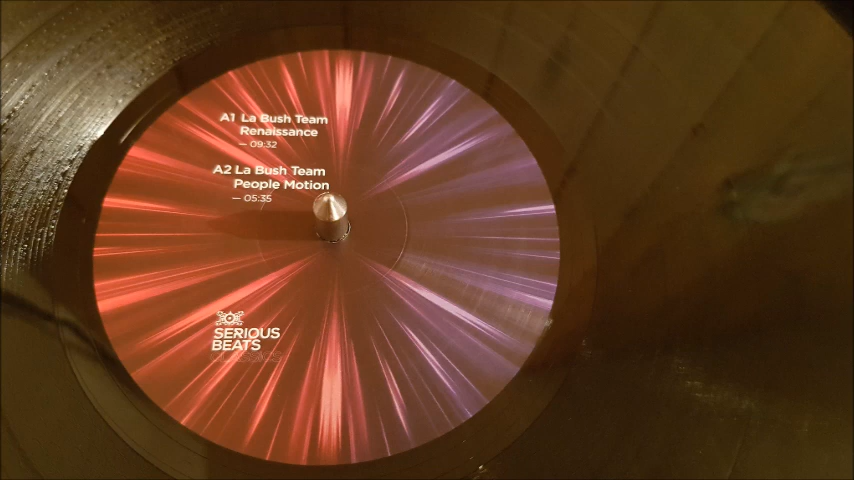 A1 La Bush Team
Renaissance
— 09:32
A2 La Bush Team
People Motion
— 05:35
SERIOUS
BEATS